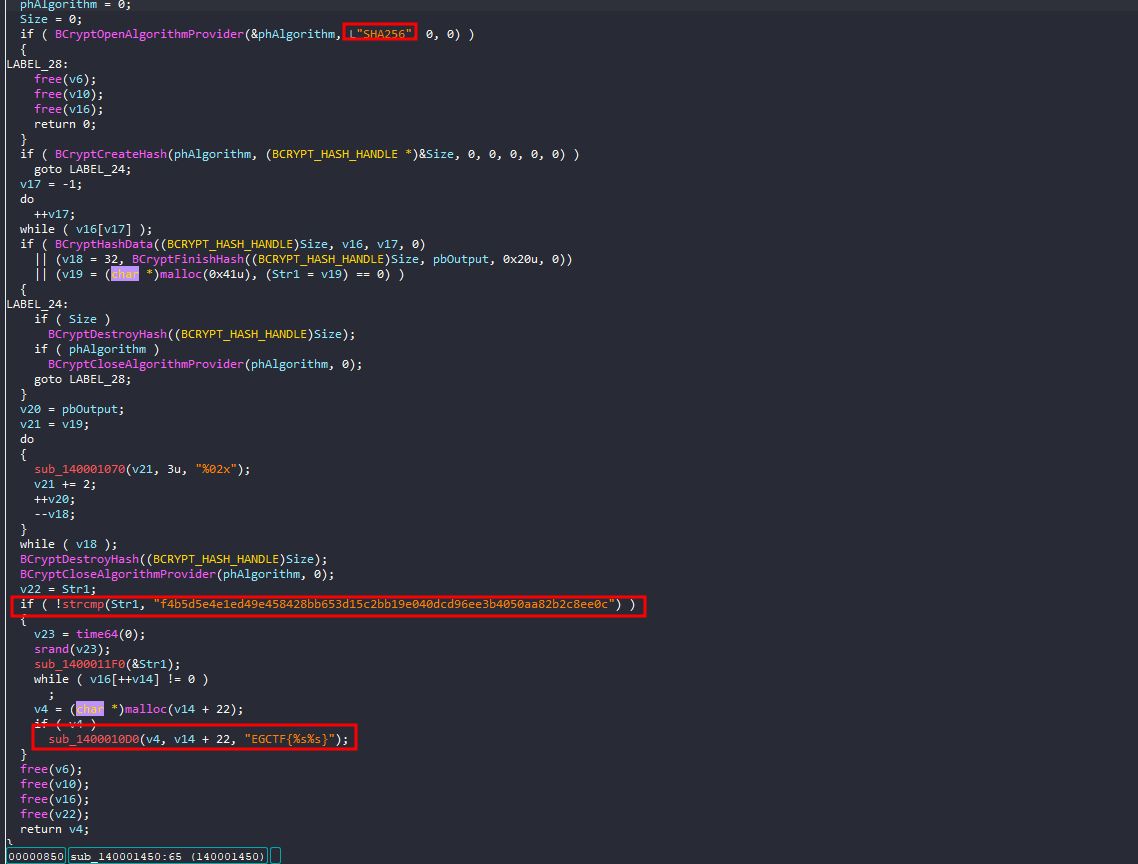 phAlgorithm = 0;
Size = 0;
if ( BCryptOpenAlgorithmProvider(&phAlgorithm, L"SHA256" 0, 0) )
{
LABEL_28:
free(v6);
free(v10);
free(v16);
return 0;
}
if ( BCryptCreateHash(phAlgorithm, (BCRYPT_HASH_HANDLE *)&Size, 0, 0, 0, 0, 0) )
goto LABEL_24;
v17 = -1;
do
++v17;
while ( v16[v17] );
if ( BCryptHashData((BCRYPT_HASH_HANDLE)Size, v16, v17, 0)
|| (v18 = 32, BCryptFinishHash((BCRYPT_HASH_HANDLE)Size, pbOutput, 0x20u, 0))
|| (v19 = (char *)malloc(0x41u), (Str1 = v19) == 0) )
{
LABEL_24:
if ( Size )
BCryptDestroyHash((BCRYPT_HASH_HANDLE)Size);
if ( phAlgorithm )
BCryptCloseAlgorithmProvider(phAlgorithm, 0);
goto LABEL_28;
}
v20 = pbOutput;
v21 = v19;
do
{
sub_140001070(v21, 3u, "%02x");
v21 += 2;
++v20;
--v18;
}
while ( v18 );
BCryptDestroyHash((BCRYPT_HASH_HANDLE)Size);
BCryptCloseAlgorithmProvider(phAlgorithm, 0);
v22 = Str1;
if ( !strcmp(Str1, "f4b5d5e4e1ed49e458428bb653d15c2bb19e040dcd96ee3b4050aa82b2c8ee0c") )
{
v23 = time64(0);
srand(v23);
sub_1400011F0(&Str1);
while ( v16[++v14] != 0 )
;
v4 = (char *)malloc(v14 + 22);
if ( v4 )
sub_1400010D0(v4, v14 + 22, "EGCTF{%s%s}");
}
free(v6);
free(v10);
free(v16);
free(v22);
return v4;
}
00000850 sub_140001450:65 (140001450)